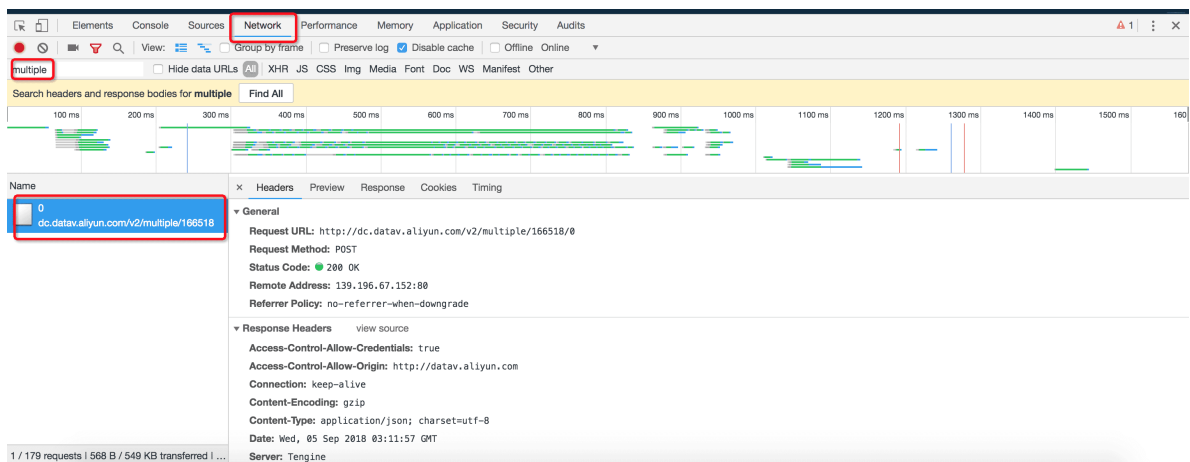 Elements Console Sources Network Performance Memory Application Security Audits 1
View: Group by frame Preserve log Disable cache Offline Online
multiple Hide data URLs All XHR JS CSS Img Media Font Doc WS Manifest Other
Search headers and response bodies for multiple Find All
100 ms 200 ms 300 ms 400 ms 500 ms 600 ms 700 ms 800 ms 900 ms 1000 ms 1100 ms 1200 ms 1300 ms 1400 ms 1500 ms 160
Name × Headers Preview Response Cookies Timing
0
dc.datav.aliyun.com/v2/multiple/166518
General
Request URL: http://dc.datav.aliyun.com/v2/multiple/166518/0
Request Method: POST
Status Code: 200 OK
Remote Address: 139.196.67.152:80
Referrer Policy: no-referrer-when-downgrade
Response Headers view source
Access-Control-Allow-Credentials: true
Access-Control-Allow-Origin: http://datav.aliyun.com
Connection: keep-alive
Content-Encoding: gzip
Content-Type: application/json; charset=utf-8
Date: Wed, 05 Sep 2018 03:11:57 GMT
1 / 179 requests | 568 B / 549 KB transferred | ... Server: Tengine